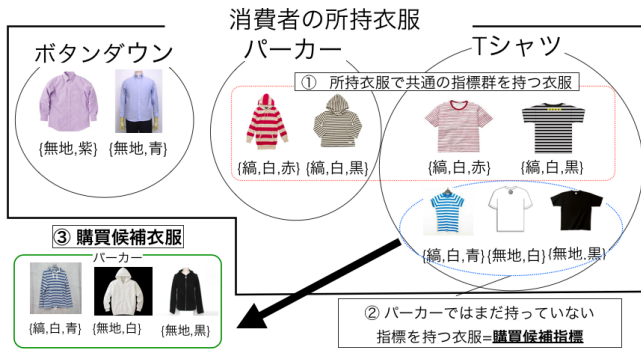 消費者の所持衣服
ボタンダウン
パーカー
Tシャツ
① 所持衣服で共通の指標群を持つ衣服
{無地,紫}
{無地,青}
{縞,白,赤}
{縞,白,黒}
{縞,白,赤}
{縞,白,黒}
{縞,白,青}
{無地,白}
{無地,黒}
③ 購買候補衣服
パーカー
{縞,白,青}
{無地,白}
{無地,黒}
② パーカーではまだ持っていない
指標を持つ衣服=購買候補指標